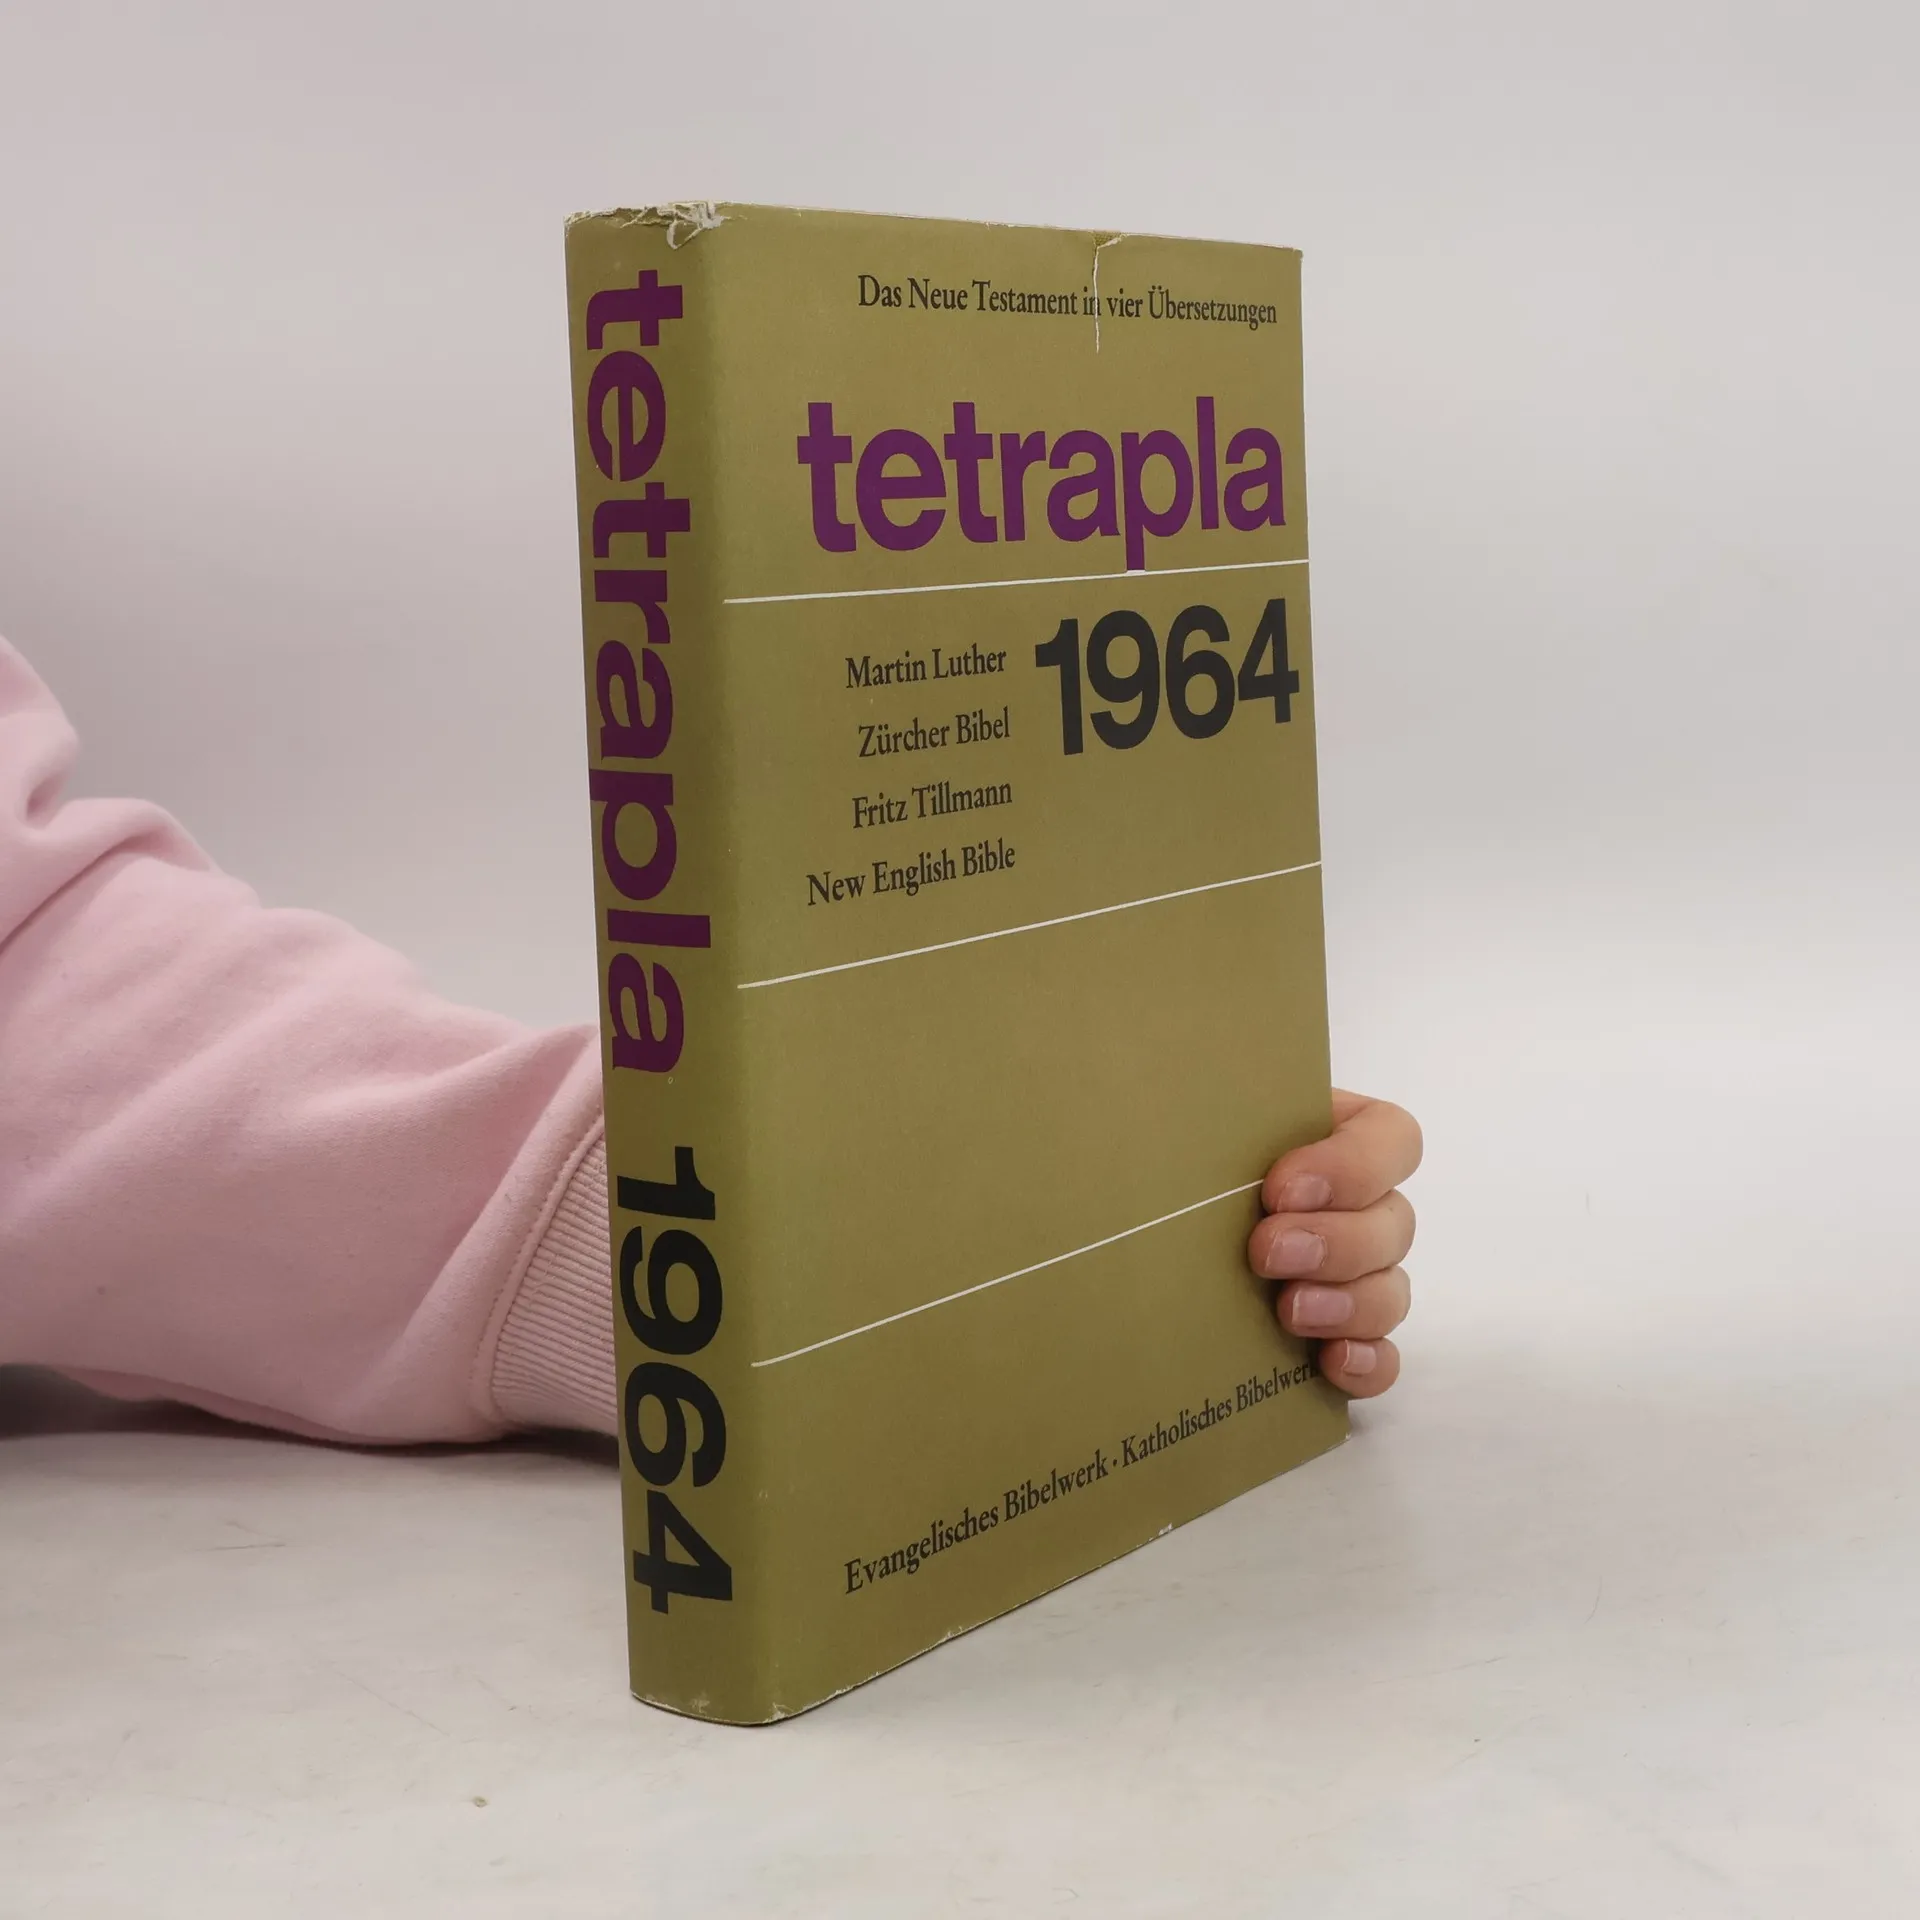 tetrapla 1964
Das Neue Testament in vier Übersetzungen
tetrapla
1964
Martin Luther
Zürcher Bibel
Fritz Tillmann
New English Bible
Evangelisches Bibelwerk · Katholisches Bibelwerk